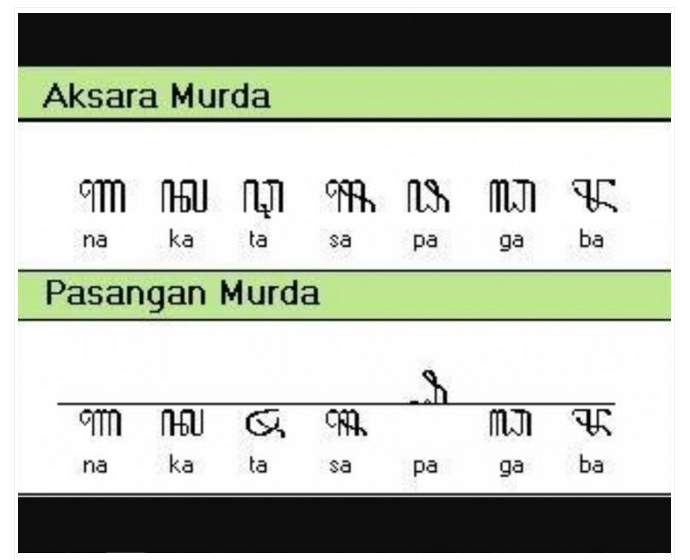 Aksara Murda
ꦟ ꦑ ꦡ ꦯ ꦦ ꦓ ꦨ
na ka ta sa pa ga ba
Pasangan Murda
꧀ꦟ ꧀ꦑ ꧀ꦡ ꧀ꦯ ꧀ꦦ ꧀ꦓ ꧀ꦨ
na ka ta sa pa ga ba